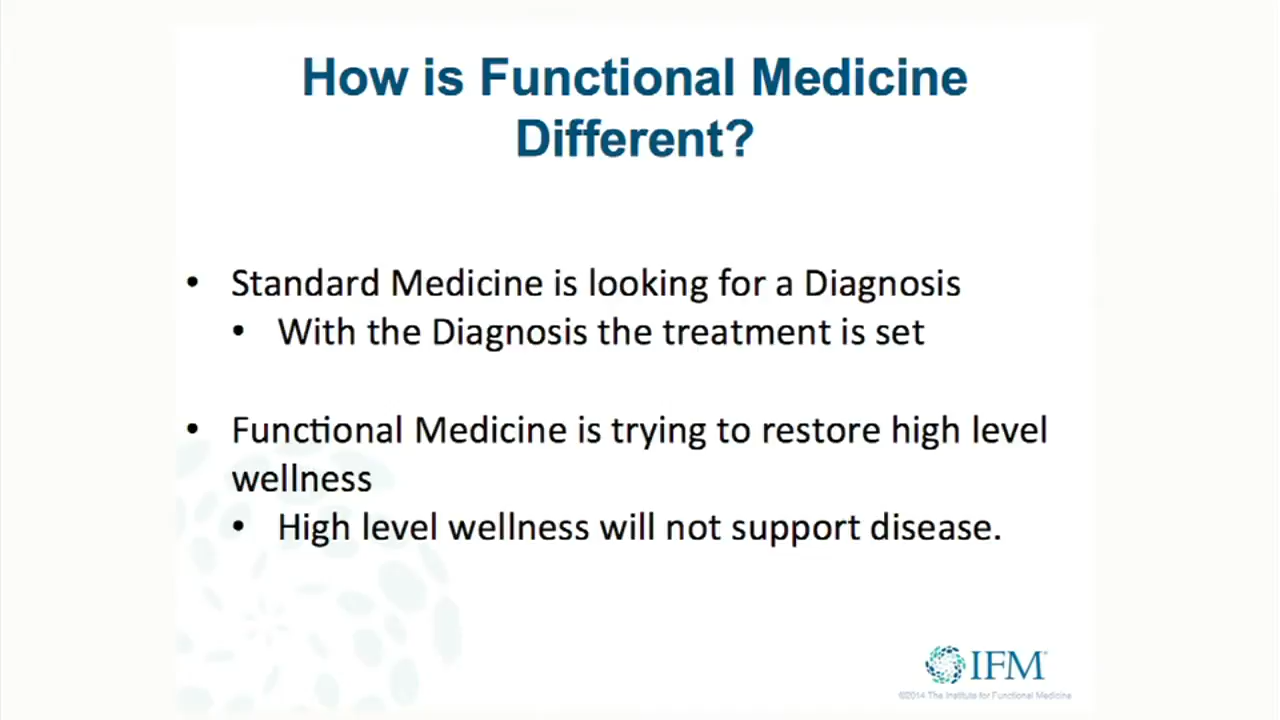 How is Functional Medicine
Different?
• Standard Medicine is looking for a Diagnosis
• With the Diagnosis the treatment is set
• Functional Medicine is trying to restore high level
wellness
• High level wellness will not support disease.
IFM
©2014 The Institute for Functional Medicine